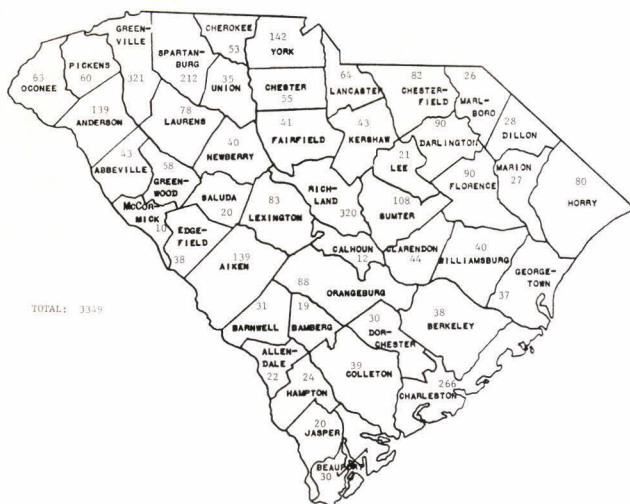 GREEN-
VILLE
321
CHEROKEE
53
142
YORK
SPARTAN-
BURG
212
PICKENS
60
63
OCONEE
35
UNION
CHESTER
55
64
LANCASTER
82
CHESTER-
FIELD
26
MARL-
BORO
139
ANDERSON
78
LAURENS
41
FAIRFIELD
43
KERSHAW
90
DARLINGTON
28
DILLON
40
NEWBERRY
43
ABBEVILLE
58
GREEN-
WOOD
21
LEE
90
FLORENCE
MARION
27
80
HORRY
McCOR-
MICK
10
SALUDA
20
83
LEXINGTON
RICH-
LAND
320
108
SUMTER
EDGE-
FIELD
38
139
AIKEN
CALHOUN
12
CLARENDON
44
40
WILLIAMSBURG
GEORGE-
TOWN
37
88
ORANGEBURG
TOTAL: 3349
31
BARNWELL
19
BAMBERG
30
DOR-
CHESTER
38
BERKELEY
ALLEN-
DALE
22
24
HAMPTON
39
COLLETON
266
CHARLESTON
20
JASPER
BEAUFORT
30